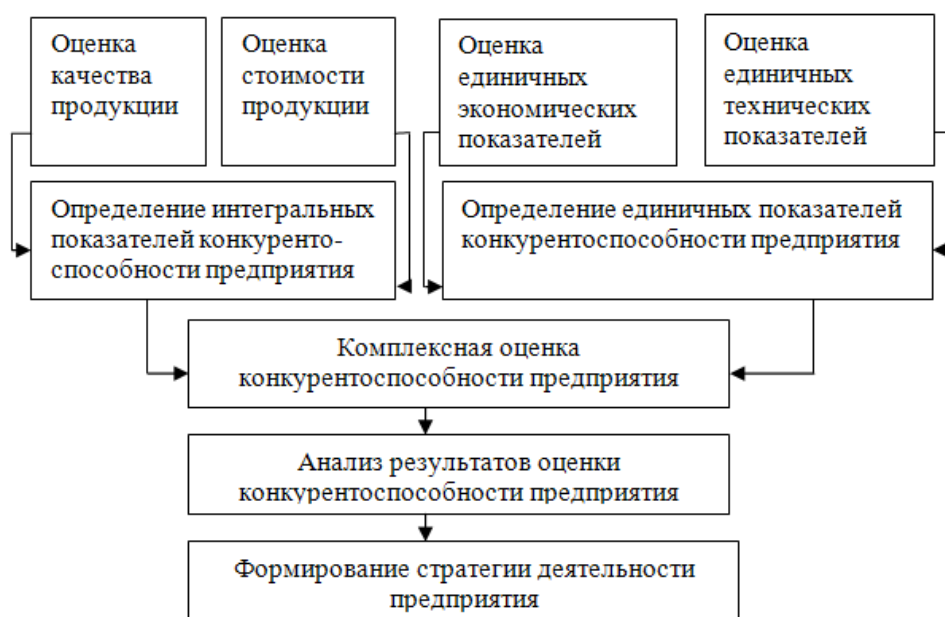 Оценка
качества
продукции
Оценка
стоимости
продукции
Оценка
единичных
экономических
показателей
Оценка
единичных
технических
показателей
Определение интегральных
показателей конкуренто-
способности предприятия
Определение единичных показателей
конкурентоспособности предприятия
Комплексная оценка
конкурентоспособности предприятия
Анализ результатов оценки
конкурентоспособности предприятия
Формирование стратегии деятельности
предприятия